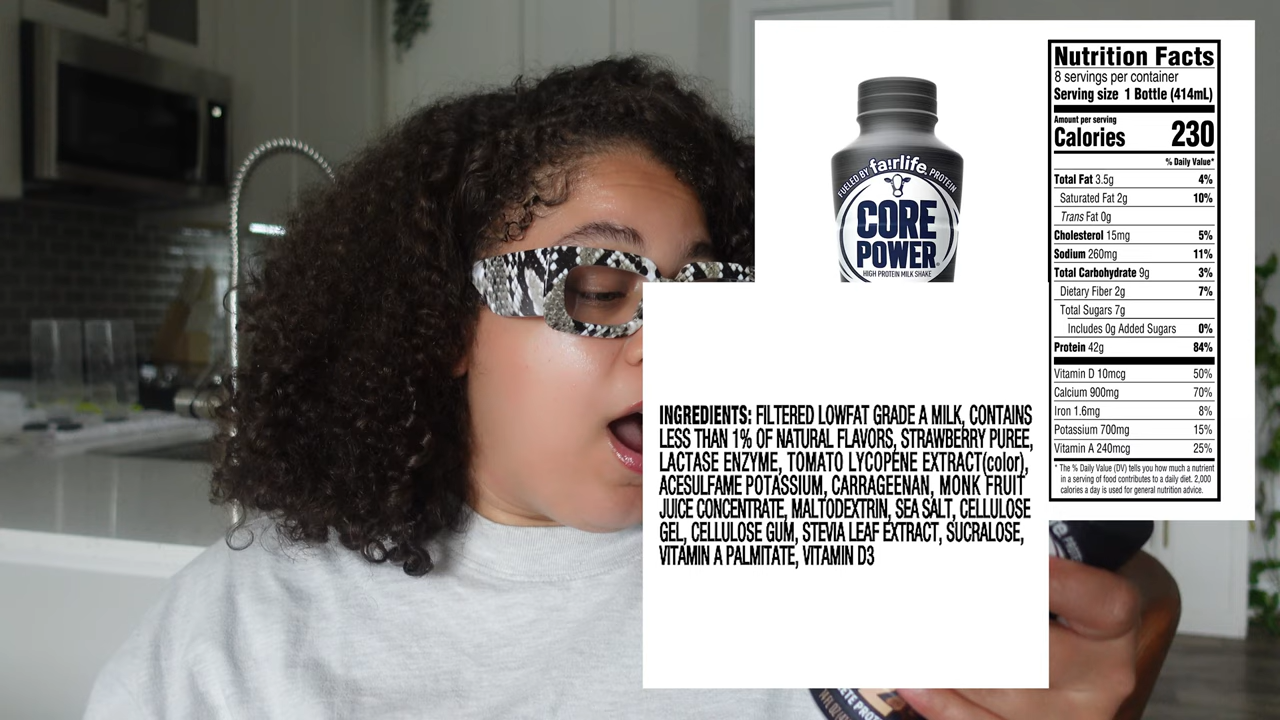 FUELED BY fa!rlife. PROTEIN
CORE
POWER
HIGH PROTEIN MILK SHAKE
Nutrition Facts
8 servings per container
Serving size 1 Bottle (414mL)
Amount per serving
Calories 230
% Daily Value*
Total Fat 3.5g 4%
Saturated Fat 2g 10%
Trans Fat 0g
Cholesterol 15mg 5%
Sodium 260mg 11%
Total Carbohydrate 9g 3%
Dietary Fiber 2g 7%
Total Sugars 7g
Includes 0g Added Sugars 0%
Protein 42g 84%
Vitamin D 10mcg 50%
Calcium 900mg 70%
Iron 1.6mg 8%
Potassium 700mg 15%
Vitamin A 240mcg 25%
* The % Daily Value (DV) tells you how much a nutrient
in a serving of food contributes to a daily diet. 2,000
calories a day is used for general nutrition advice.
INGREDIENTS: FILTERED LOWFAT GRADE A MILK, CONTAINS
LESS THAN 1% OF NATURAL FLAVORS, STRAWBERRY PUREE,
LACTASE ENZYME, TOMATO LYCOPENE EXTRACT(color),
ACESULFAME POTASSIUM, CARRAGEENAN, MONK FRUIT
JUICE CONCENTRATE, MALTODEXTRIN, SEA SALT, CELLULOSE
GEL, CELLULOSE GUM, STEVIA LEAF EXTRACT, SUCRALOSE,
VITAMIN A PALMITATE, VITAMIN D3